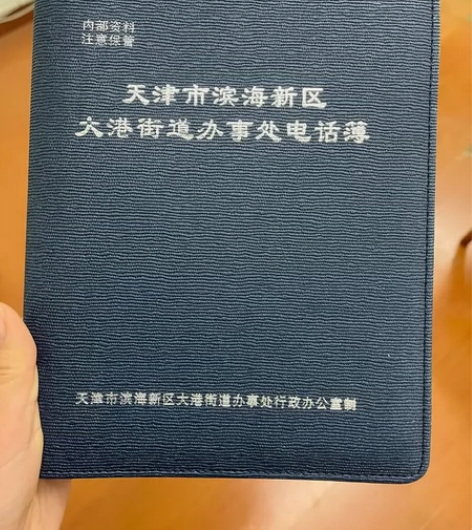 内部资料
注意保管
天津市滨海新区
大港街道办事处电话薄
天津市滨海新区大港街道办事处行政办公室制